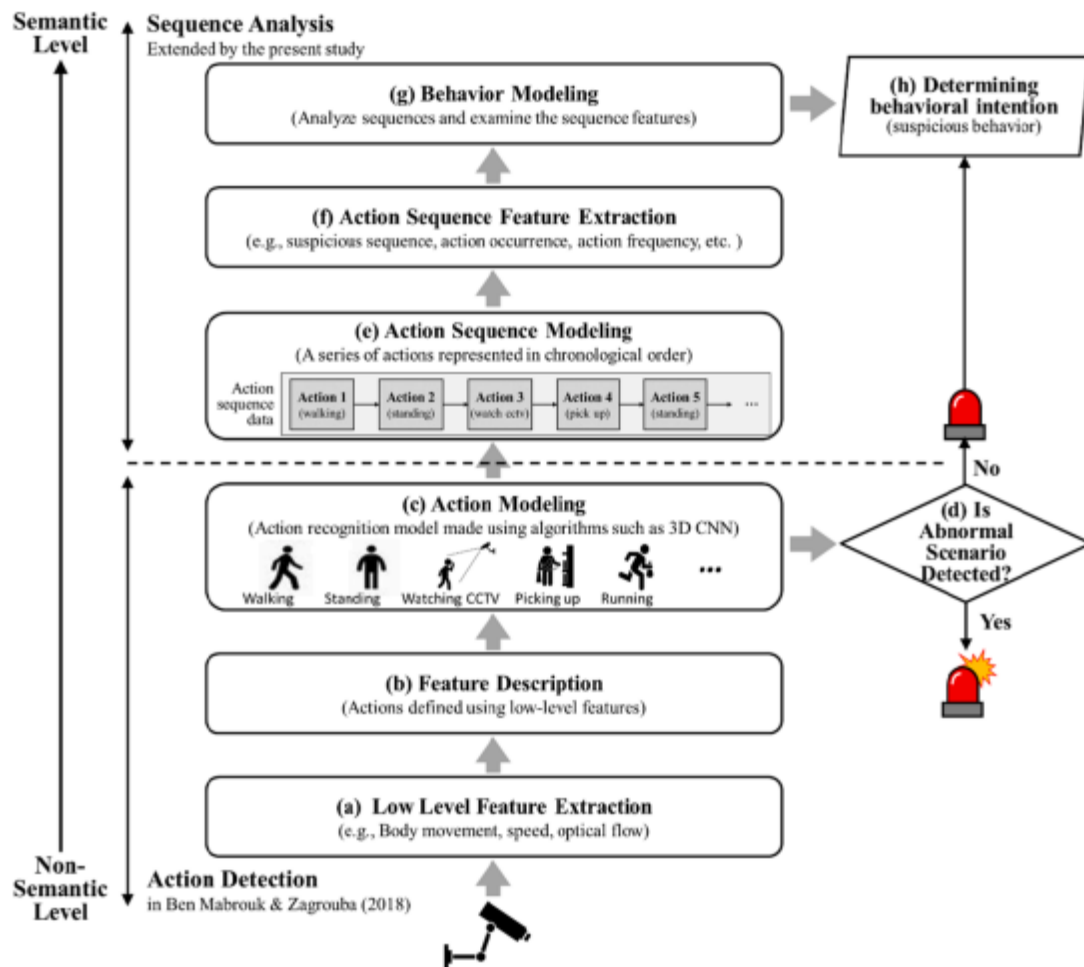 Semantic Level
Sequence Analysis
Extended by the present study
(g) Behavior Modeling
(Analyze sequences and examine the sequence features)
(h) Determining
behavioral intention
(suspicious behavior)
(f) Action Sequence Feature Extraction
(e.g., suspicious sequence, action occurrence, action frequency, etc. )
(e) Action Sequence Modeling
(A series of actions represented in chronological order)
Action
sequence
data
Action 1
(walking)
Action 2
(standing)
Action 3
(watch cctv)
Action 4
(pick up)
Action 5
(standing)
...
No
(c) Action Modeling
(Action recognition model made using algorithms such as 3D CNN)
Walking
Standing
Watching CCTV
Picking up
Running
...
(d) Is
Abnormal
Scenario
Detected?
Yes
(b) Feature Description
(Actions defined using low-level features)
(a) Low Level Feature Extraction
(e.g., Body movement, speed, optical flow)
Non-
Semantic
Level
Action Detection
in Ben Mabrouk & Zagrouba (2018)